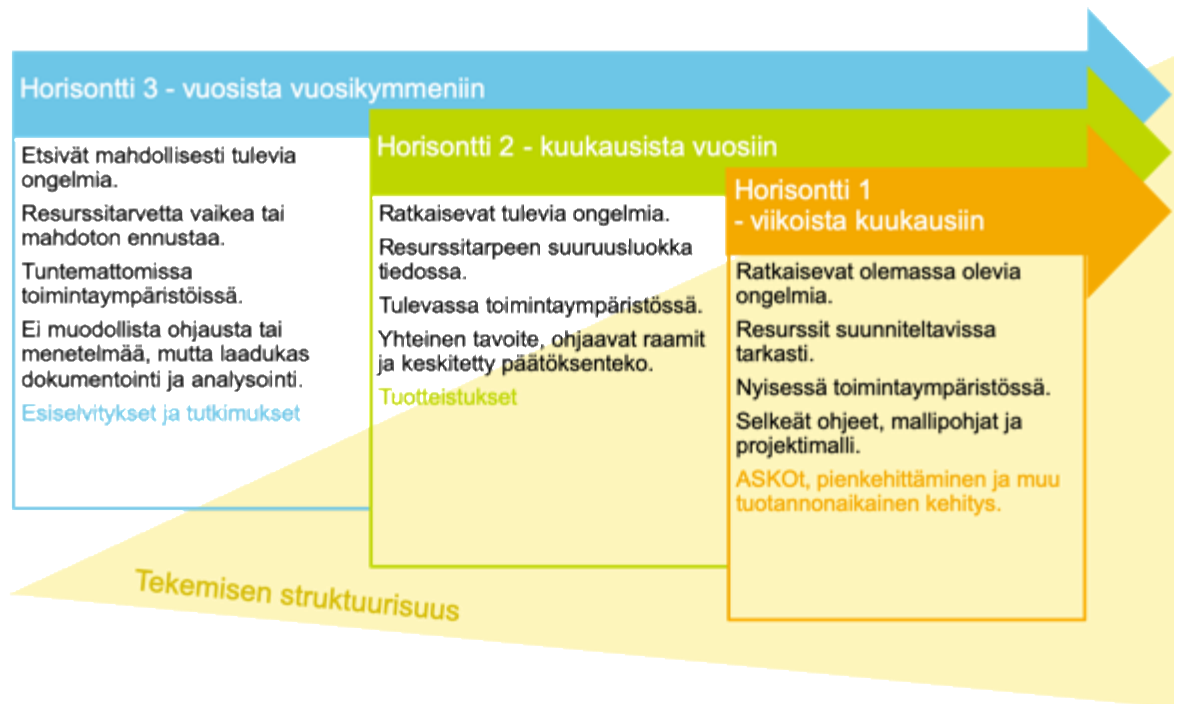 Horisontti 3 - vuosista vuosikymmeniin
Etsivät mahdollisesti tulevia
ongelmia.
Resurssitarvetta vaikea tai
mahdoton ennustaa.
Tuntemattomissa
toimintaympäristöissä.
Ei muodollista ohjausta tai
menetelmää, mutta laadukas
dokumentointi ja analysointi.
Esiselvitykset ja tutkimukset
Horisontti 2 - kuukausista vuosiin
Ratkaisevat tulevia ongelmia.
Resurssitarpeen suuruusluokka
tiedossa.
Tulevassa toimintaympäristössä.
Yhteinen tavoite, ohjaavat raamit
ja keskitetty päätöksenteko.
Tuotteistukset
Horisontti 1
- viikoista kuukausiin
Ratkaisevat olemassa olevia
ongelmia.
Resurssit suunniteltavissa
tarkasti.
Nyisessä toimintaympäristössä.
Selkeät ohjeet, mallipohjat ja
projektimalli.
ASKOt, pienkehittäminen ja muu
tuotannonaikainen kehitys.
Tekemisen struktuurisuus